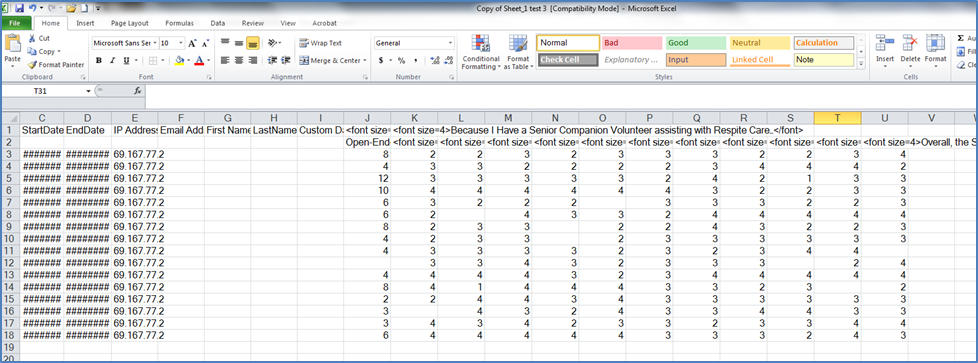 Copy of Sheet_1 test 3 [Compatibility Mode] - Microsoft Excel
File Home Insert Page Layout Formulas Data Review View Acrobat
Cut
Copy
Format Painter
Paste
Clipboard
Microsoft Sans Ser 10
B I U
Font
Wrap Text
Merge & Center
Alignment
General
$ % ,
Number
Conditional Formatting
Format as Table
Normal Bad Good Neutral Calculation
Check Cell Explanatory ... Input Linked Cell Note
Styles
Insert Delete Format
Cells
Σ Au
Fill
T31 fx
C D E F G H I J K L M N O P Q R S T U V W
1 StartDate EndDate IP Address Email Add First Name LastName Custom Da <font size= <font size=4>Because I Have a Senior Companion Volunteer assisting with Respite Care..</font>
2 Open-End <font size= <font size= <font size= <font size= <font size= <font size= <font size= <font size= <font size= <font size= <font size=4>Overall, the S
3 ####### ######## 69.167.77.2 8 2 2 3 2 3 3 2 2 3 4
4 ####### ######## 69.167.77.2 4 3 3 2 2 2 3 4 4 4 2
5 ####### ######## 69.167.77.2 12 3 3 3 3 3 2 4 2 1 3 3
6 ####### ######## 69.167.77.2 10 4 4 4 4 4 4 3 2 2 3 3
7 ####### ######## 69.167.77.2 6 3 2 2 2 3 3 3 2 2 3
8 ####### ######## 69.167.77.2 6 2 4 3 3 2 4 4 4 4 4
9 ####### ######## 69.167.77.2 8 2 3 3 2 2 4 3 2 2 3
10 ####### ######## 69.167.77.2 4 2 3 3 2 3 3 3 3 3 3
11 ####### ######## 69.167.77.2 4 3 3 3 3 2 3 2 4 4
12 ####### ######## 69.167.77.2 3 3 4 3 2 3 3 3 2 4
13 ####### ######## 69.167.77.2 4 4 4 4 3 2 3 4 4 4 4 4
14 ####### ######## 69.167.77.2 8 4 1 4 4 4 3 3 2 3 2
15 ####### ######## 69.167.77.2 2 2 4 4 3 4 3 3 3 3 3 3
16 ####### ######## 69.167.77.2 3 4 3 2 4 3 2 4 4 3 3
17 ####### ######## 69.167.77.2 3 4 3 4 2 3 3 2 3 3 4 4
18 ####### ######## 69.167.77.2 6 4 4 4 4 4 3 3 3 2 4 3
19
20